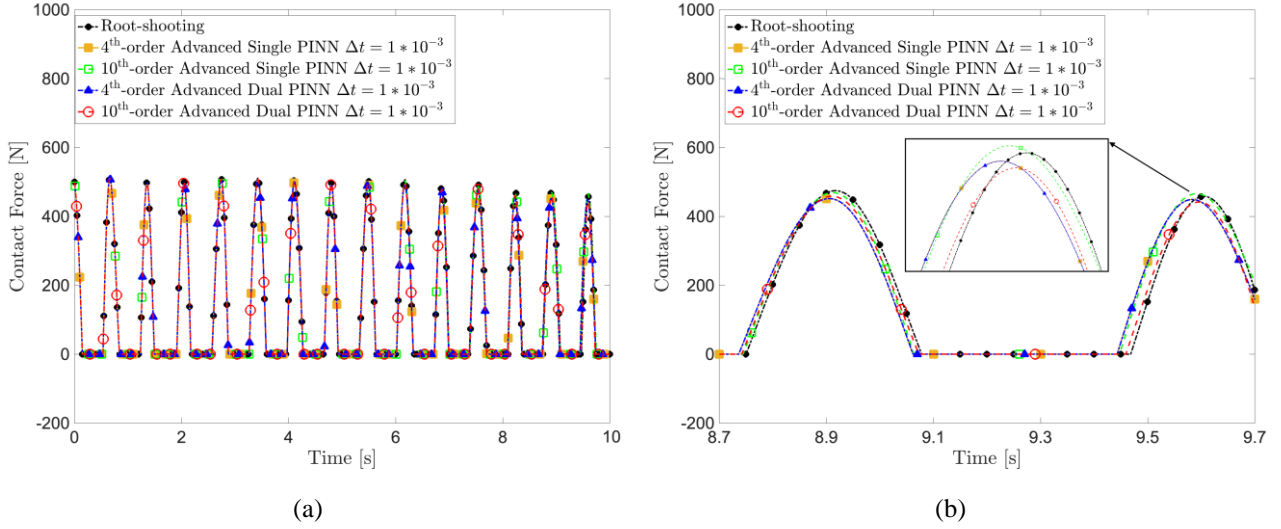 1000
800
600
400
200
0
-200
Contact Force [N]
Root-shooting
4th-order Advanced Single PINN Δt = 1 * 10⁻³
10th-order Advanced Single PINN Δt = 1 * 10⁻³
4th-order Advanced Dual PINN Δt = 1 * 10⁻³
10th-order Advanced Dual PINN Δt = 1 * 10⁻³
0 2 4 6 8 10
Time [s]
(a)
1000
800
600
400
200
0
-200
Contact Force [N]
Root-shooting
4th-order Advanced Single PINN Δt = 1 * 10⁻³
10th-order Advanced Single PINN Δt = 1 * 10⁻³
4th-order Advanced Dual PINN Δt = 1 * 10⁻³
10th-order Advanced Dual PINN Δt = 1 * 10⁻³
8.7 8.9 9.1 9.3 9.5 9.7
Time [s]
(b)